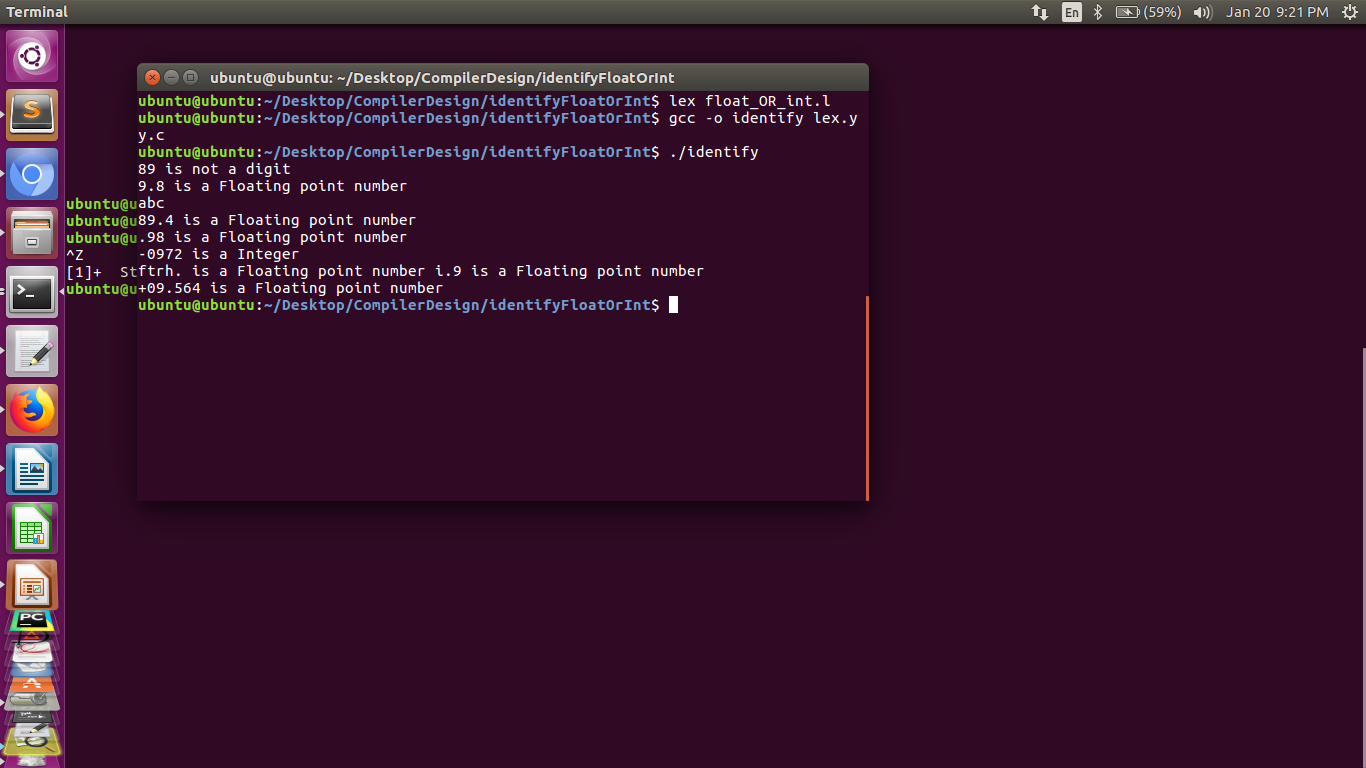 Terminal
En
(59%)
Jan 20 9:21 PM
ubuntu@ubuntu: ~/Desktop/CompilerDesign/identifyFloatOrInt
ubuntu@ubuntu:~/Desktop/CompilerDesign/identifyFloatOrInt$ lex float_OR_int.l
ubuntu@ubuntu:~/Desktop/CompilerDesign/identifyFloatOrInt$ gcc -o identify lex.y
y.c
ubuntu@ubuntu:~/Desktop/CompilerDesign/identifyFloatOrInt$ ./identify
89 is not a digit
9.8 is a Floating point number
abc
89.4 is a Floating point number
.98 is a Floating point number
-0972 is a Integer
ftrh. is a Floating point number i.9 is a Floating point number
+09.564 is a Floating point number
ubuntu@ubuntu:~/Desktop/CompilerDesign/identifyFloatOrInt$
ubuntu@u
ubuntu@u
ubuntu@u
^Z
[1]+ St
ubuntu@u
S
>_
PC